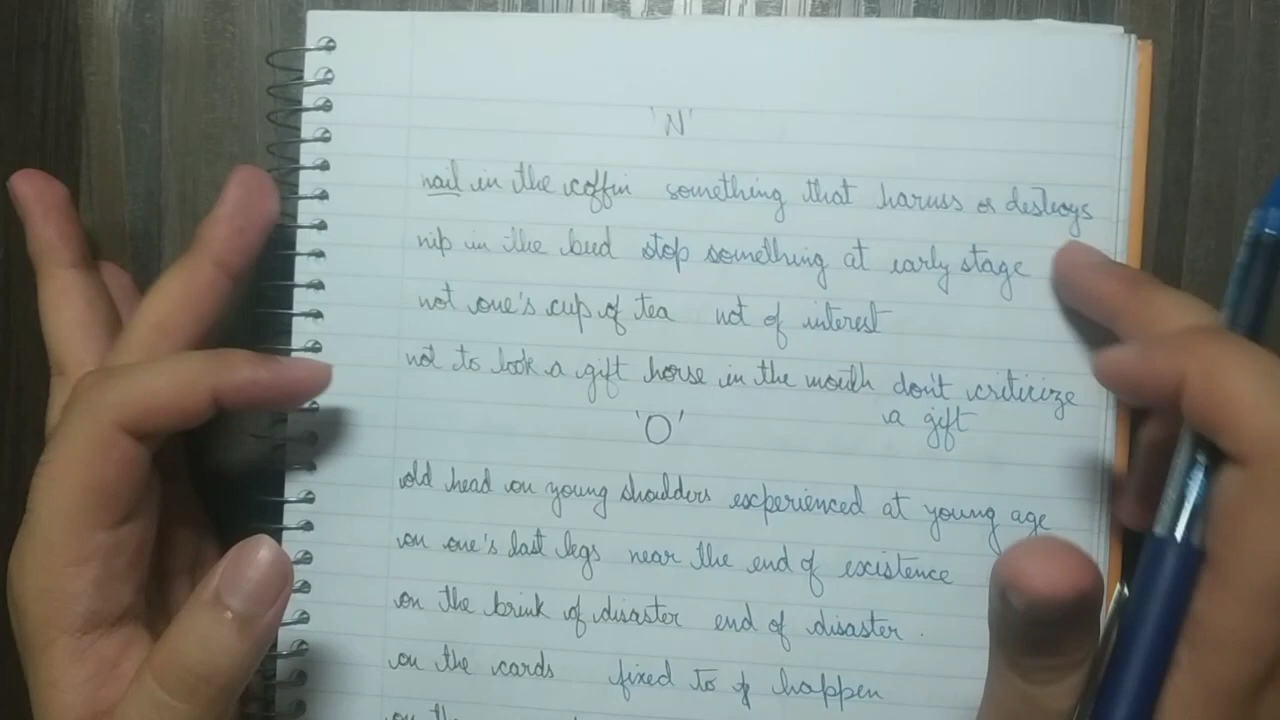 'N'
nail in the coffin something that harms or destroys
nip in the bud stop something at early stage
not one's cup of tea not of interest
not to look a gift horse in the mouth don't criticize
a gift
'O'
old head on young shoulders experienced at young age
on one's last legs near the end of existence
on the brink of disaster end of disaster.
on the cards fixed to happen
on the